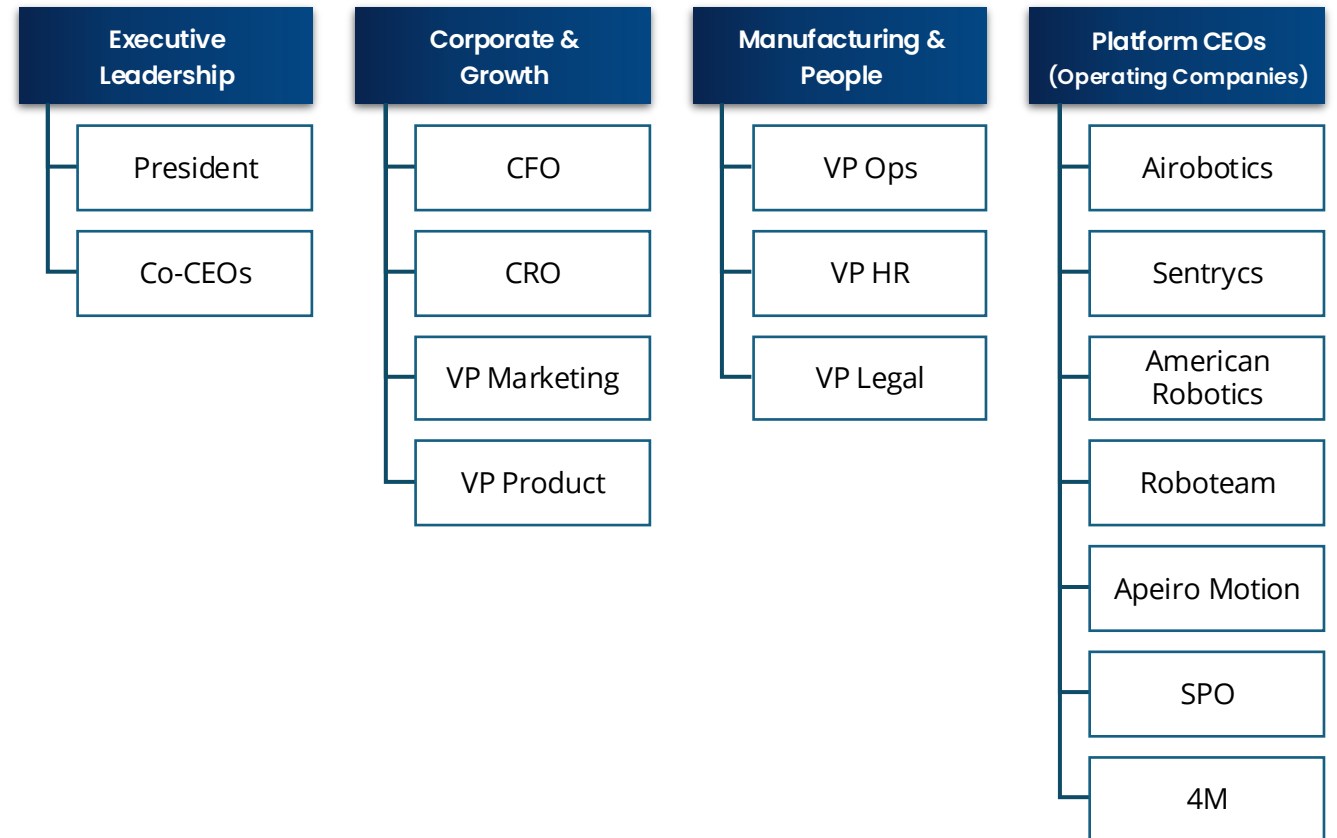 Executive
Leadership
President
Co-CEOs
Corporate &
Growth
CFO
CRO
VP Marketing
VP Product
Manufacturing &
People
VP Ops
VP HR
VP Legal
Platform CEOs
(Operating Companies)
Airobotics
Sentrycs
American
Robotics
Roboteam
Apeiro Motion
SPO
4M